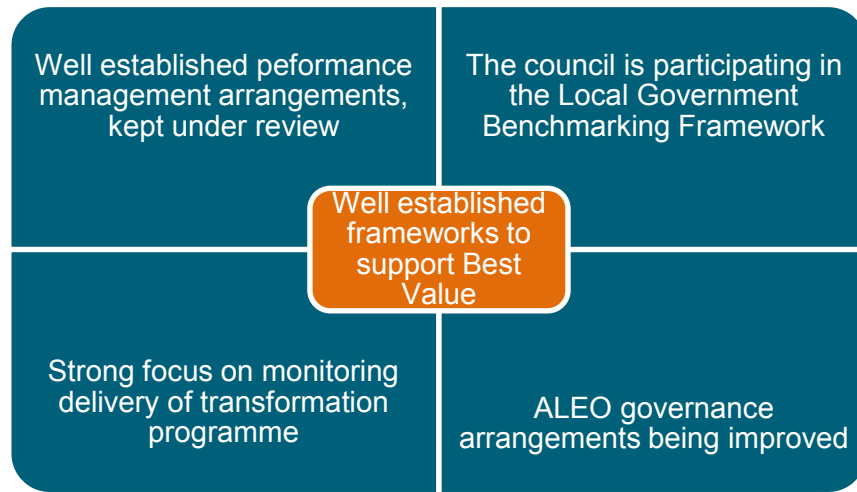 Well established peformance
management arrangements,
kept under review
The council is participating in
the Local Government
Benchmarking Framework
Well established
frameworks to
support Best
Value
Strong focus on monitoring
delivery of transformation
programme
ALEO governance
arrangements being improved